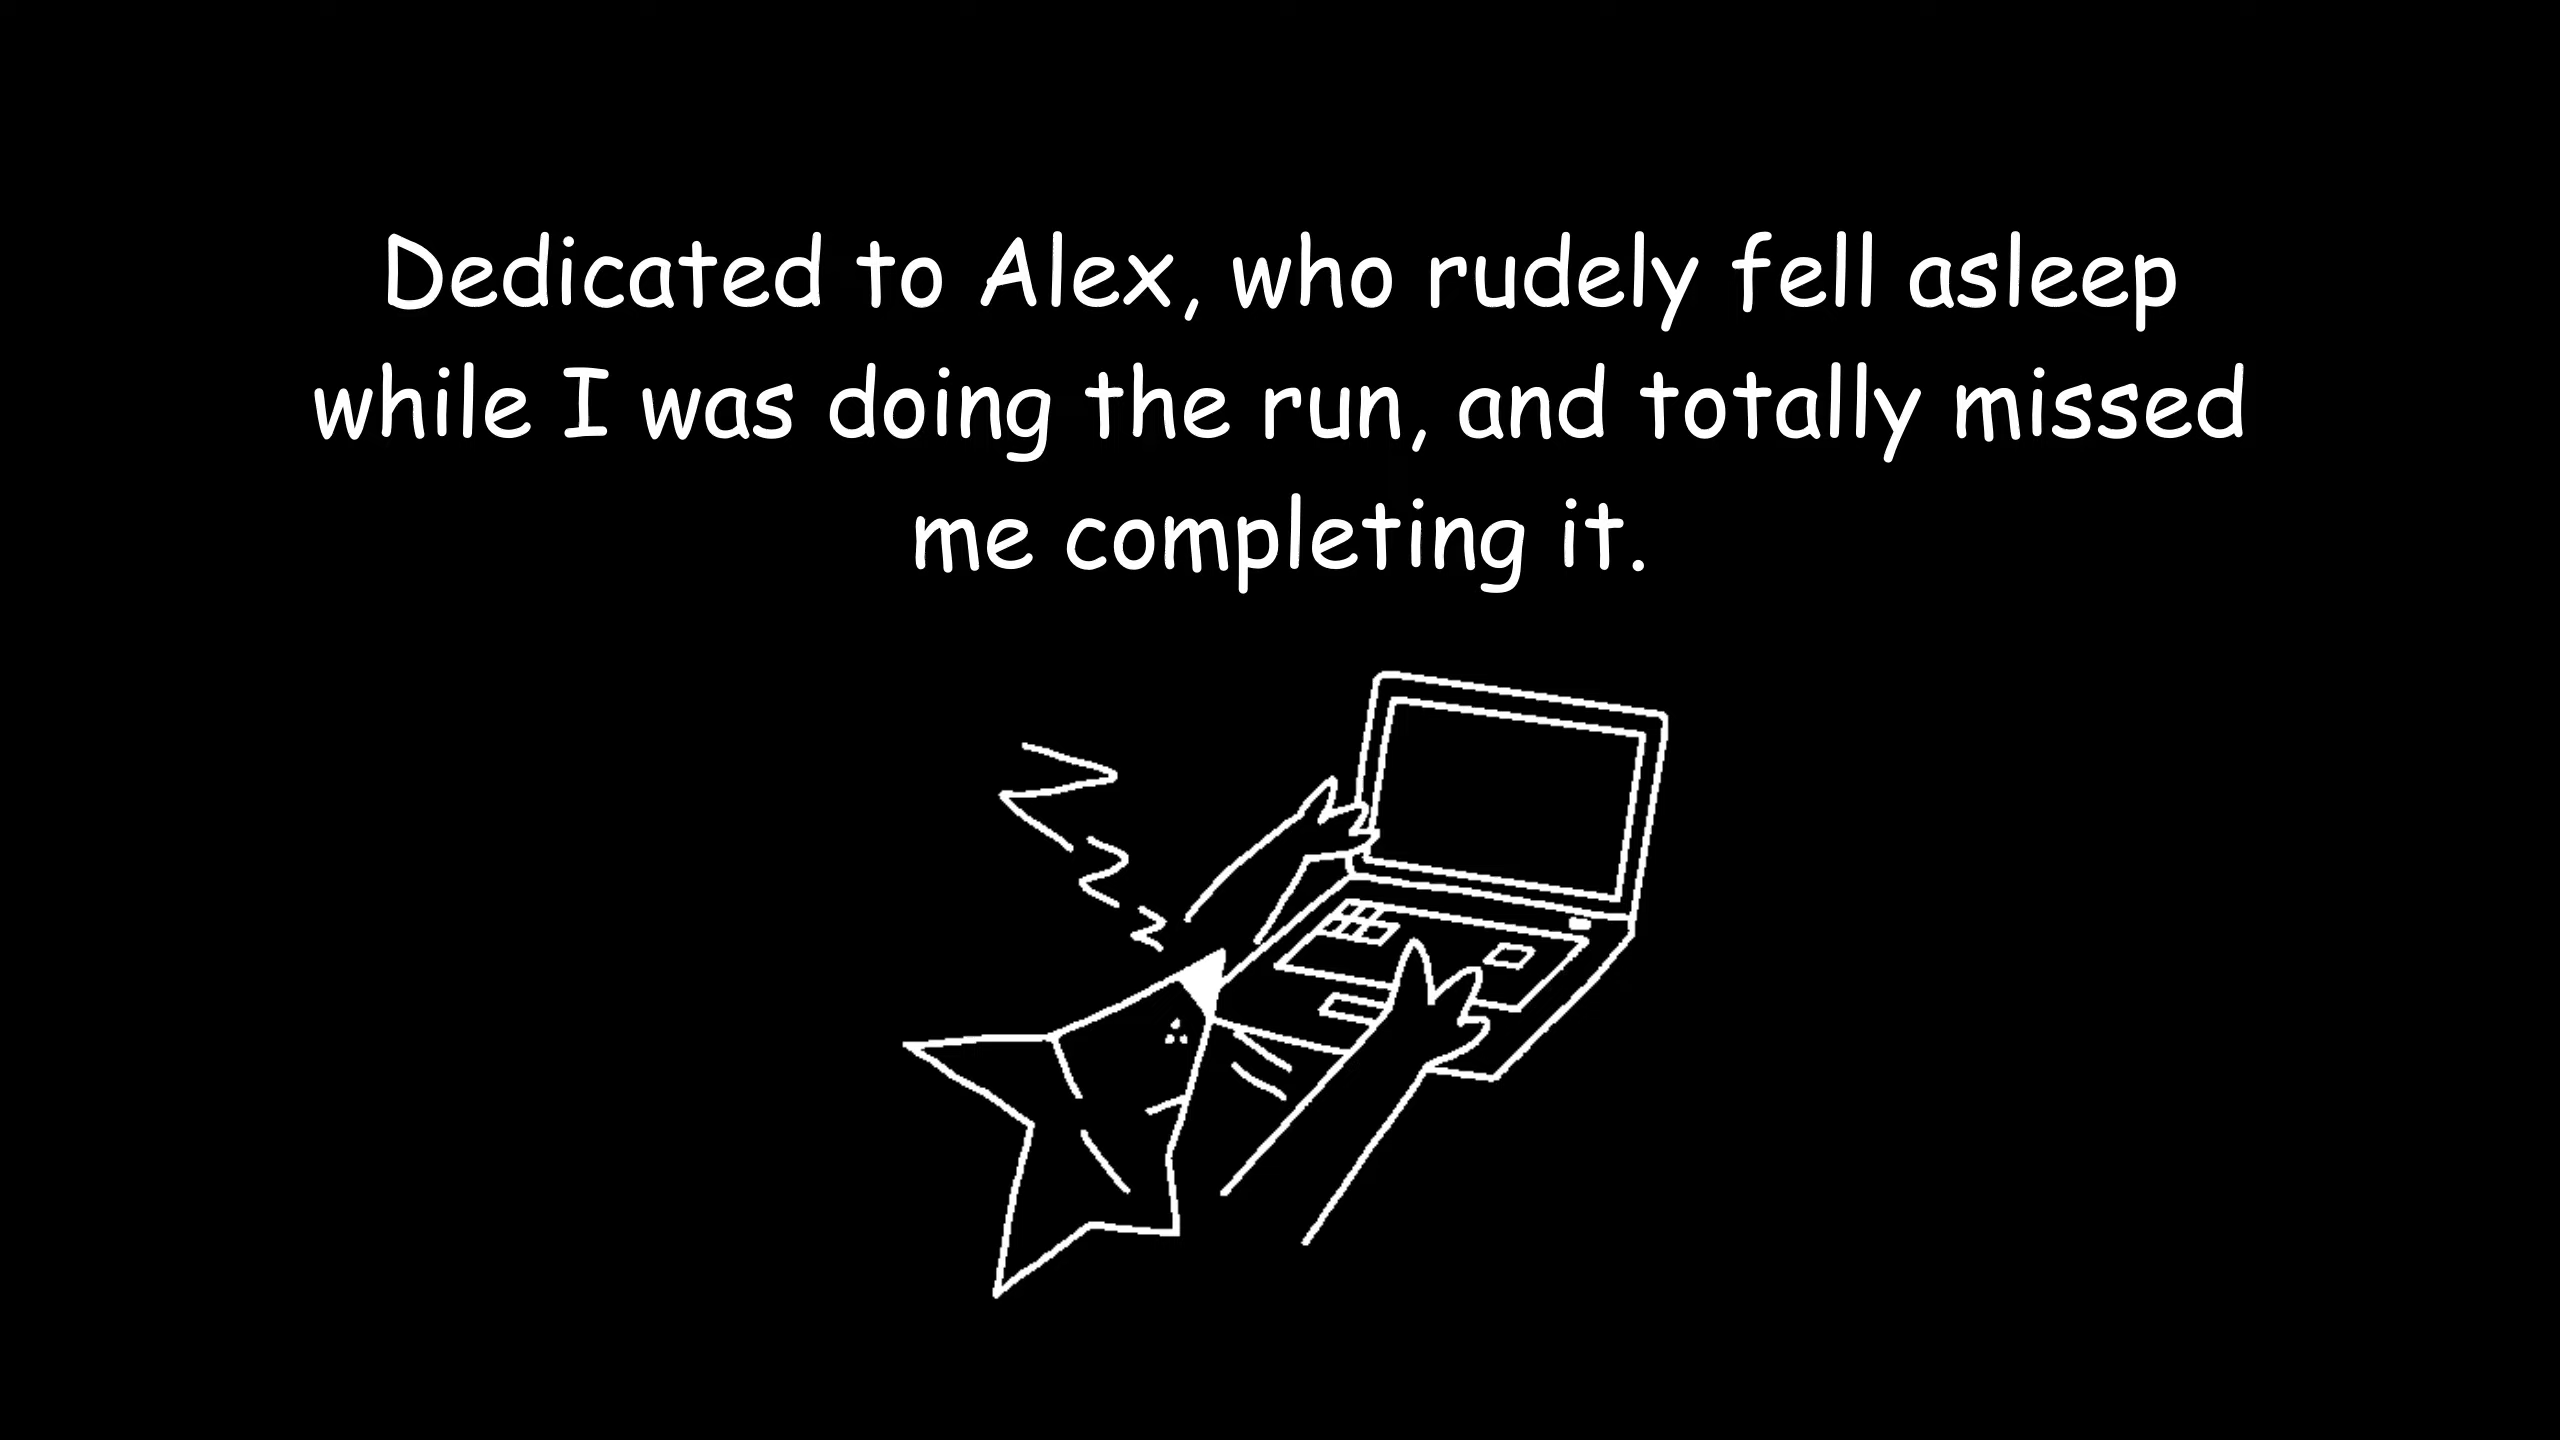 Dedicated to Alex, who rudely fell asleep
while I was doing the run, and totally missed
me completing it.